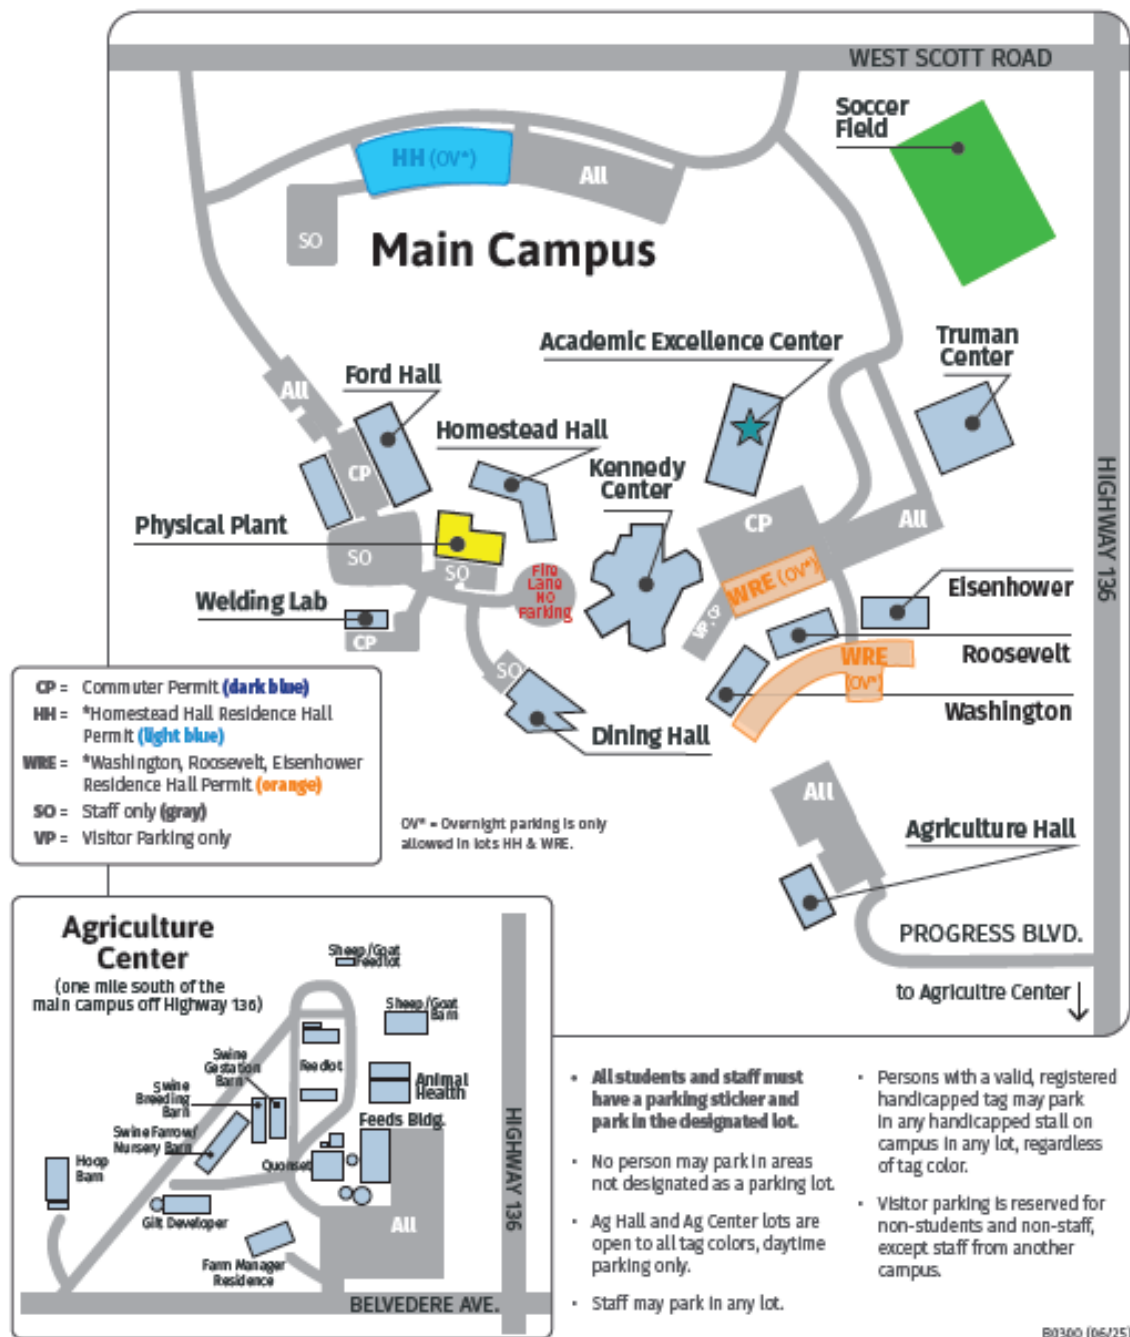 WEST SCOTT ROAD
Soccer
Field
HH (OV*)
All
SO
Main Campus
Academic Excellence Center
Truman
Center
All
Ford Hall
Homestead Hall
Kennedy
Center
CP
HIGHWAY 136
Physical Plant
SO
CP
All
SO
Fire
Lane
NO
Parking
WRE (OV*)
Eisenhower
Welding Lab
CP
VP, CP
Roosevelt
WRE
(OV*)
SO
Washington
Dining Hall
CP = Commuter Permit (dark blue)
HH = *Homestead Hall Residence Hall
Permit (light blue)
WRE = *Washington, Roosevelt, Eisenhower
Residence Hall Permit (orange)
SO = Staff only (gray)
VP = Visitor Parking only
OV* = Overnight parking is only
allowed in lots HH & WRE.
All
Agriculture Hall
PROGRESS BLVD.
to Agricultre Center
Agriculture
Center
(one mile south of the
main campus off Highway 136)
Sheep/Goat
Feedlot
Sheep/Goat
Barn
Swine
Gestation
Barn
Feedlot
Swine
Breeding
Barn
Animal
Health
Feeds Bldg.
Swine Farrow/
Nursery Barn
Hoop
Barn
Quonset
HIGHWAY 136
Gilt Developer
All
Farm Manager
Residence
BELVEDERE AVE.
• All students and staff must
have a parking sticker and
park in the designated lot.
• No person may park in areas
not designated as a parking lot.
• Ag Hall and Ag Center lots are
open to all tag colors, daytime
parking only.
• Staff may park in any lot.
• Persons with a valid, registered
handicapped tag may park
in any handicapped stall on
campus in any lot, regardless
of tag color.
• Visitor parking is reserved for
non-students and non-staff,
except staff from another
campus.
(06/25)